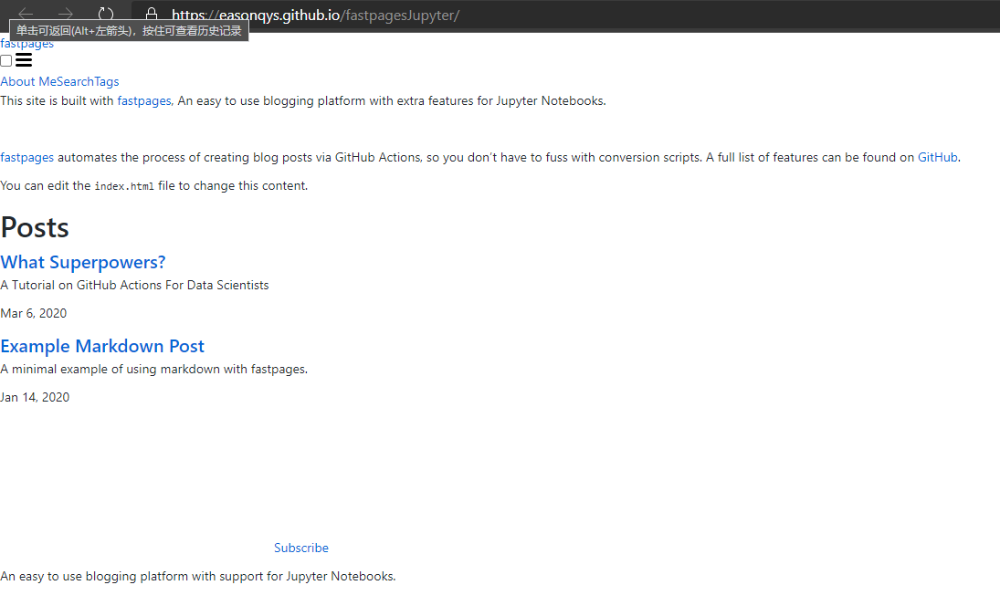 https://easonqys.github.io/fastpagesJupyter/
单击可返回(Alt+左箭头)，按住可查看历史记录
fastpages
About MeSearchTags
This site is built with fastpages, An easy to use blogging platform with extra features for Jupyter Notebooks.
fastpages automates the process of creating blog posts via GitHub Actions, so you don’t have to fuss with conversion scripts. A full list of features can be found on GitHub.
You can edit the index.html file to change this content.
Posts
What Superpowers?
A Tutorial on GitHub Actions For Data Scientists
Mar 6, 2020
Example Markdown Post
A minimal example of using markdown with fastpages.
Jan 14, 2020
Subscribe
An easy to use blogging platform with support for Jupyter Notebooks.